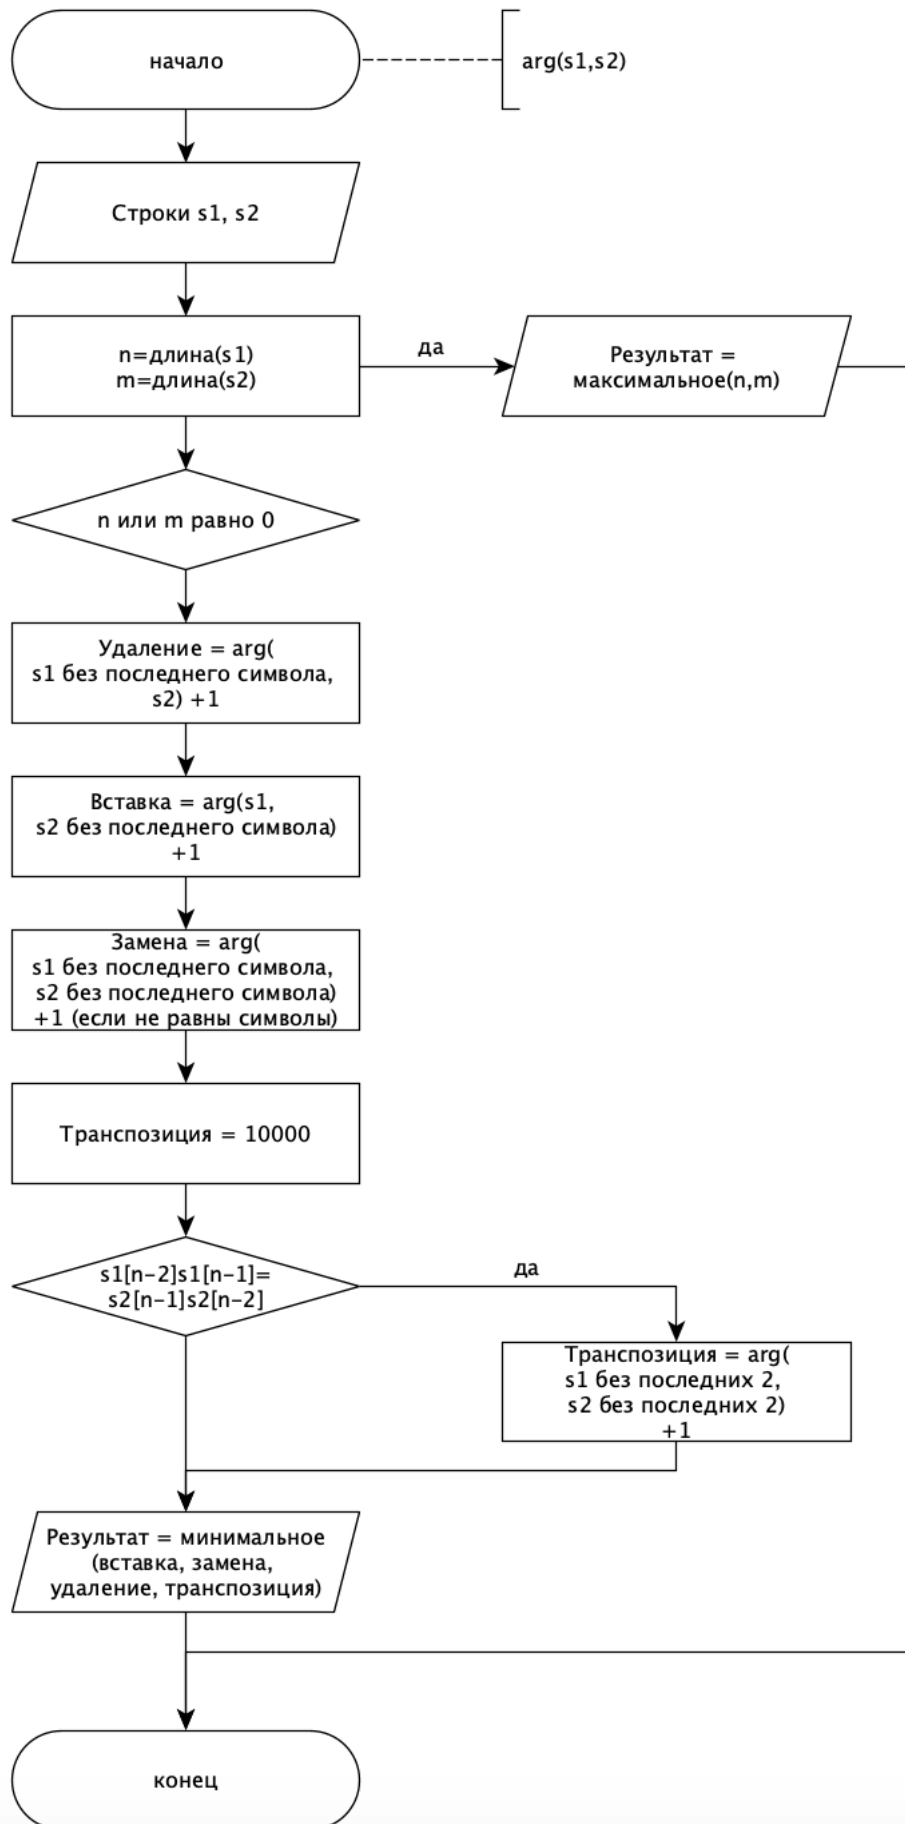 начало
arg(s1,s2)
Строки s1, s2
n=длина(s1)
m=длина(s2)
да
Результат =
максимальное(n,m)
n или m равно 0
Удаление = arg(
s1 без последнего символа,
s2) +1
Вставка = arg(s1,
s2 без последнего символа)
+1
Замена = arg(
s1 без последнего символа,
s2 без последнего символа)
+1 (если не равны символы)
Транспозиция = 10000
s1[n-2]s1[n-1]=
s2[n-1]s2[n-2]
да
Транспозиция = arg(
s1 без последних 2,
s2 без последних 2)
+1
Результат = минимальное
(вставка, замена,
удаление, транспозиция)
конец